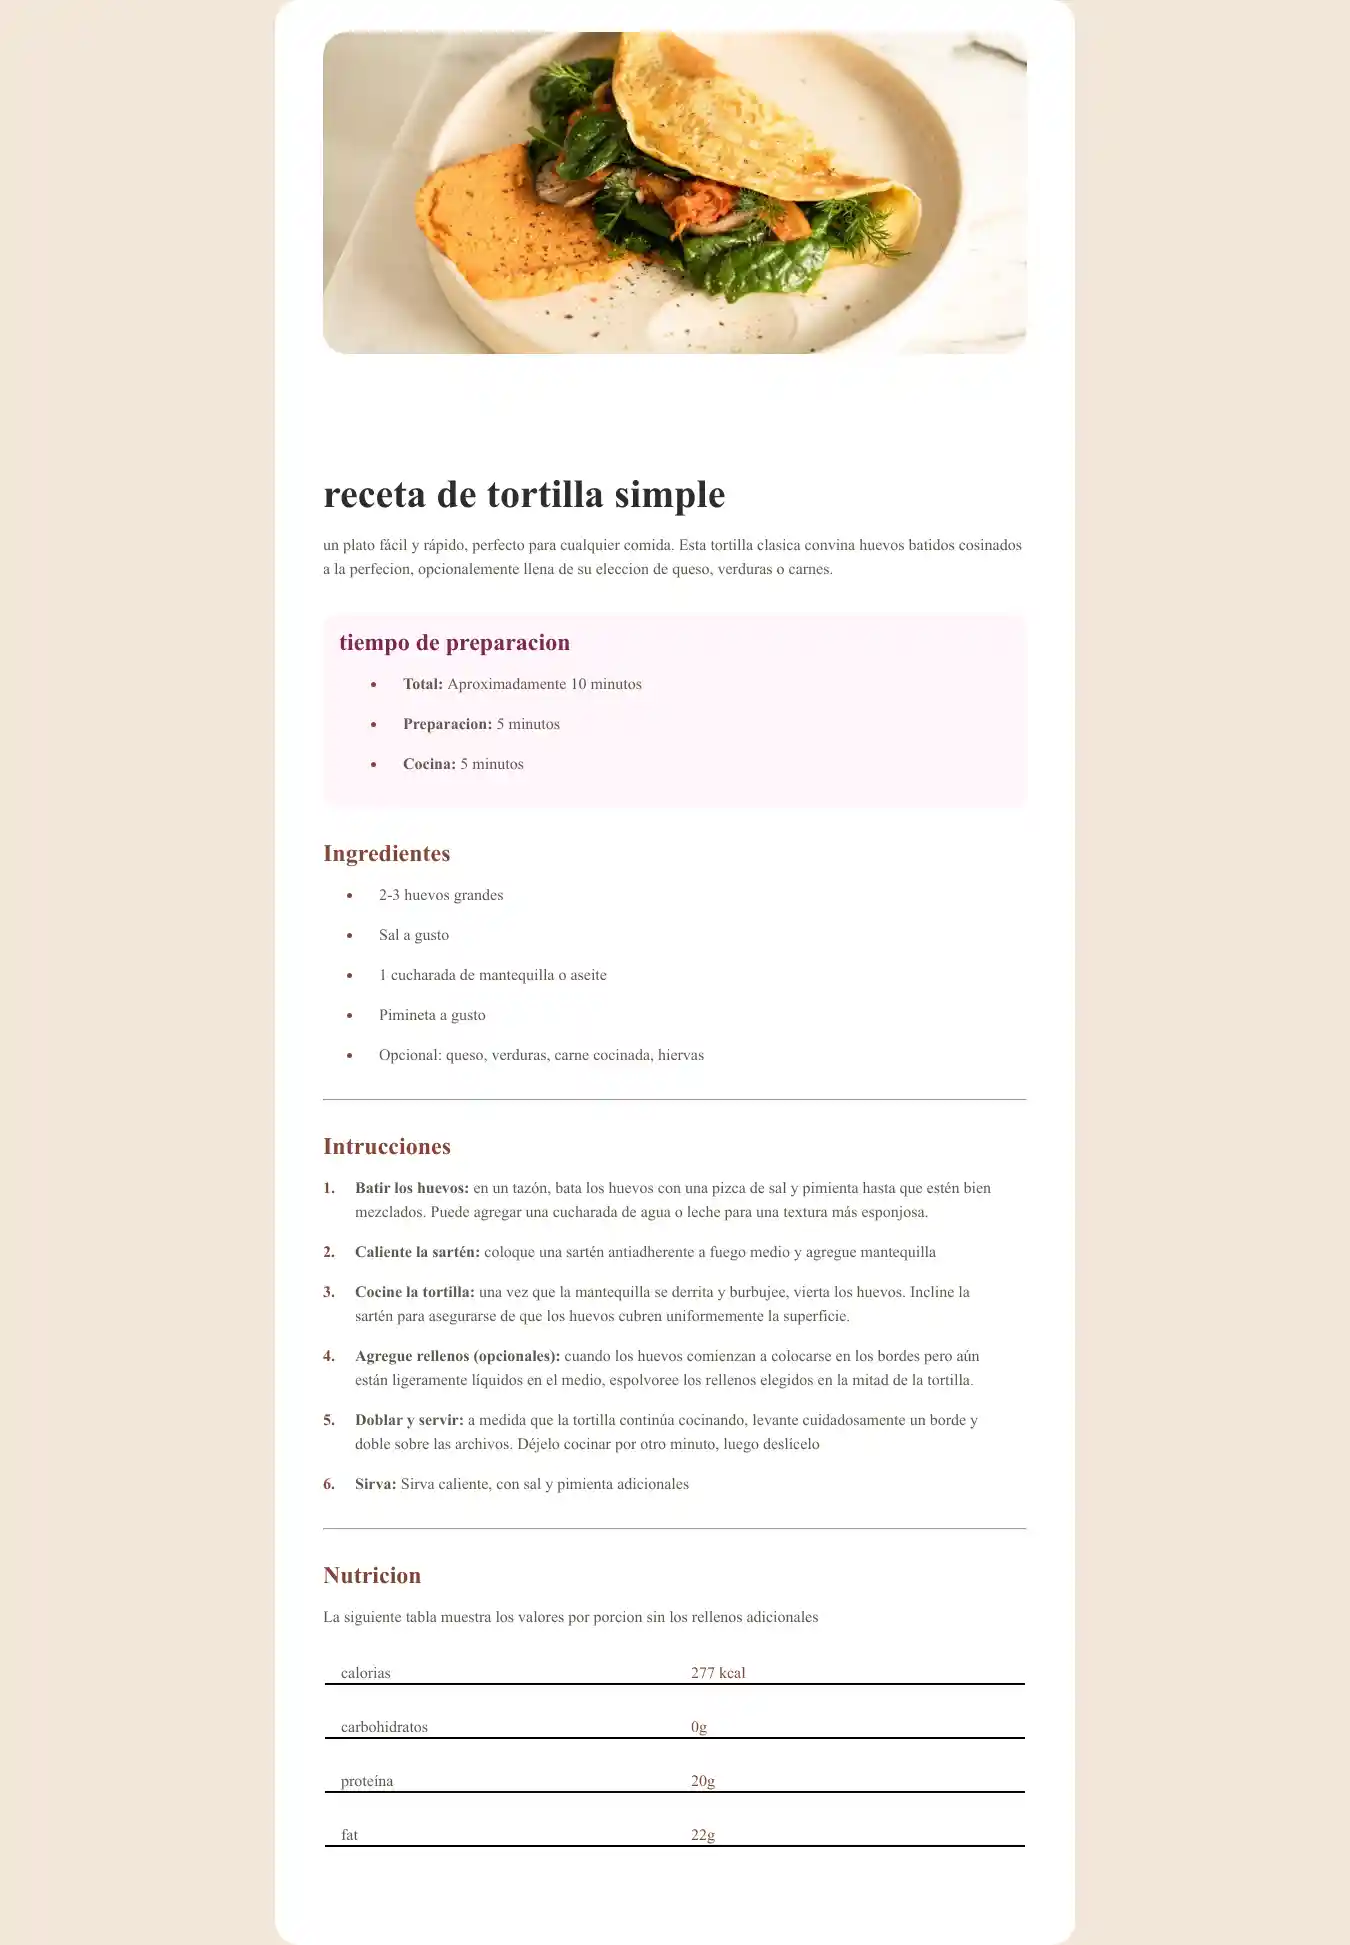 receta de tortilla simple
un plato fácil y rápido, perfecto para cualquier comida. Esta tortilla clasica convina huevos batidos cosinados
a la perfecion, opcionalemente llena de su eleccion de queso, verduras o carnes.
tiempo de preparacion
• Total: Aproximadamente 10 minutos
• Preparacion: 5 minutos
• Cocina: 5 minutos
Ingredientes
• 2-3 huevos grandes
• Sal a gusto
• 1 cucharada de mantequilla o aseite
• Pimineta a gusto
• Opcional: queso, verduras, carne cocinada, hiervas
Intrucciones
1. Batir los huevos: en un tazón, bata los huevos con una pizca de sal y pimienta hasta que estén bien
mezclados. Puede agregar una cucharada de agua o leche para una textura más esponjosa.
2. Caliente la sartén: coloque una sartén antiadherente a fuego medio y agregue mantequilla
3. Cocine la tortilla: una vez que la mantequilla se derrita y burbujee, vierta los huevos. Incline la
sartén para asegurarse de que los huevos cubren uniformemente la superficie.
4. Agregue rellenos (opcionales): cuando los huevos comienzan a colocarse en los bordes pero aún
están ligeramente líquidos en el medio, espolvoree los rellenos elegidos en la mitad de la tortilla.
5. Doblar y servir: a medida que la tortilla continúa cocinando, levante cuidadosamente un borde y
doble sobre las archivos. Déjelo cocinar por otro minuto, luego deslícelo
6. Sirva: Sirva caliente, con sal y pimienta adicionales
Nutricion
La siguiente tabla muestra los valores por porcion sin los rellenos adicionales
calorias 277 kcal
carbohidratos 0g
proteína 20g
fat 22g